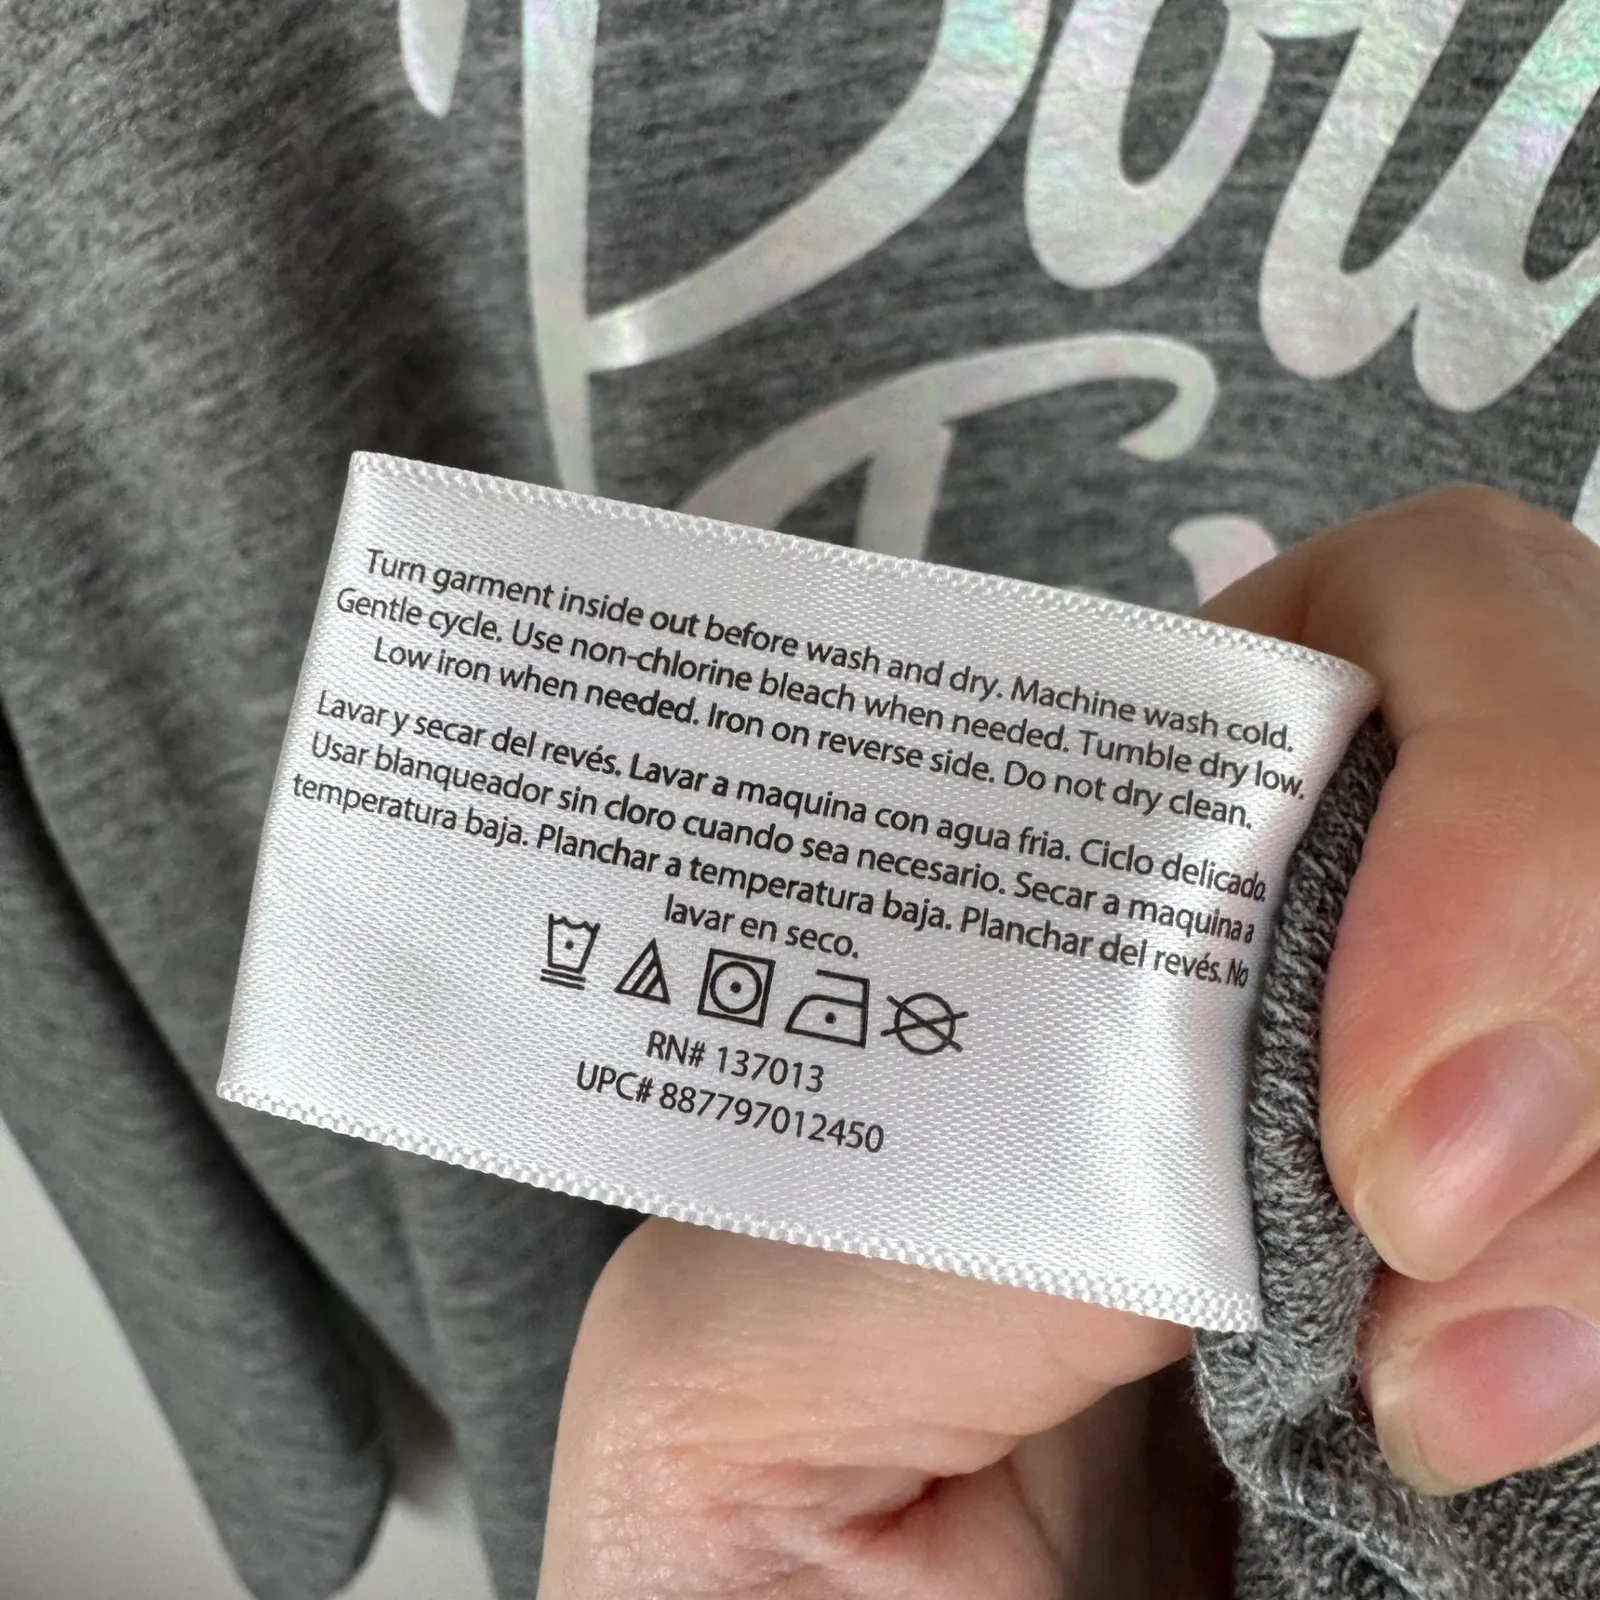 Turn garment inside out before wash and dry. Machine wash cold.
Gentle cycle. Use non-chlorine bleach when needed. Tumble dry low.
Low iron when needed. Iron on reverse side. Do not dry clean.
Lavar y secar del revés. Lavar a maquina con agua fria. Ciclo delicado.
Usar blanqueador sin cloro cuando sea necesario. Secar a maquina a
temperatura baja. Planchar a temperatura baja. Planchar del revés. No
lavar en seco.
RN# 137013
UPC# 887797012450